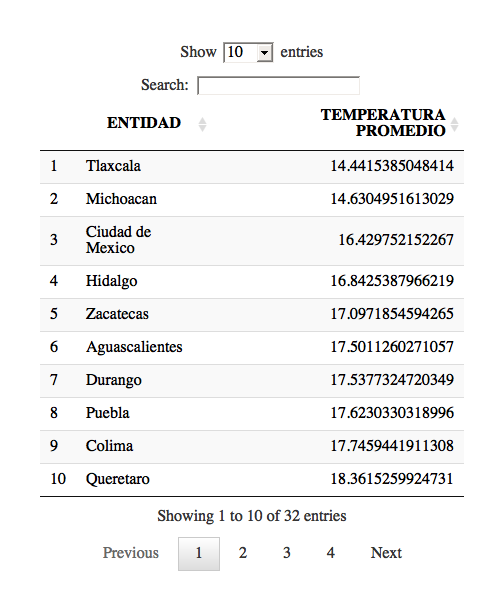 Show 10 entries
Search:
ENTIDAD TEMPERATURA
PROMEDIO
1 Tlaxcala 14.4415385048414
2 Michoacan 14.6304951613029
3 Ciudad de
Mexico 16.429752152267
4 Hidalgo 16.8425387966219
5 Zacatecas 17.0971854594265
6 Aguascalientes 17.5011260271057
7 Durango 17.5377324720349
8 Puebla 17.6230330318996
9 Colima 17.7459441911308
10 Queretaro 18.3615259924731
Showing 1 to 10 of 32 entries
Previous 1 2 3 4 Next